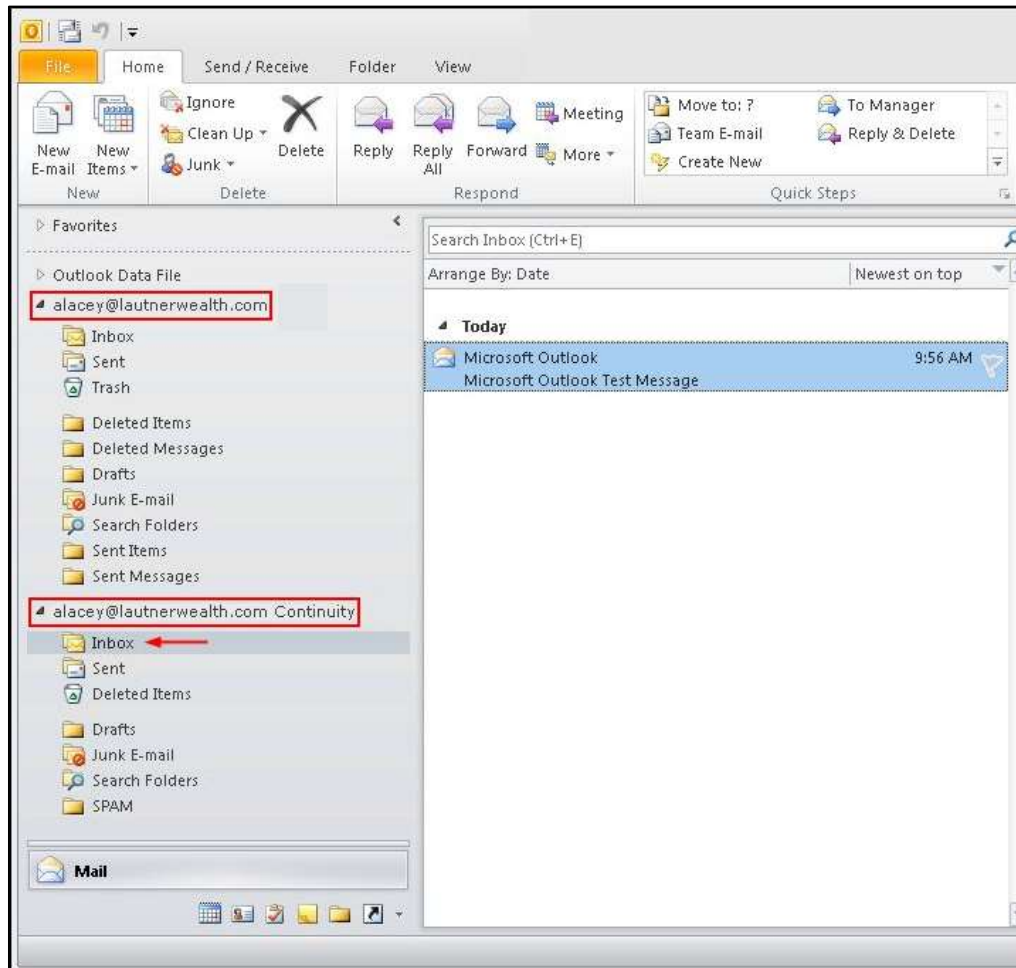 File Home Send / Receive Folder View
Ignore
Clean Up
Junk
New E-mail
New Items
Delete
Reply
Reply All
Forward
Meeting
More
Move to: ?
Team E-mail
Create New
To Manager
Reply & Delete
New Delete Respond Quick Steps
Favorites
Outlook Data File
alacey@lautnerwealth.com
Inbox
Sent
Trash
Deleted Items
Deleted Messages
Drafts
Junk E-mail
Search Folders
Sent Items
Sent Messages
alacey@lautnerwealth.com Continuity
Inbox
Sent
Deleted Items
Drafts
Junk E-mail
Search Folders
SPAM
Mail
Search Inbox (Ctrl+E)
Arrange By: Date Newest on top
Today
Microsoft Outlook 9:56 AM
Microsoft Outlook Test Message